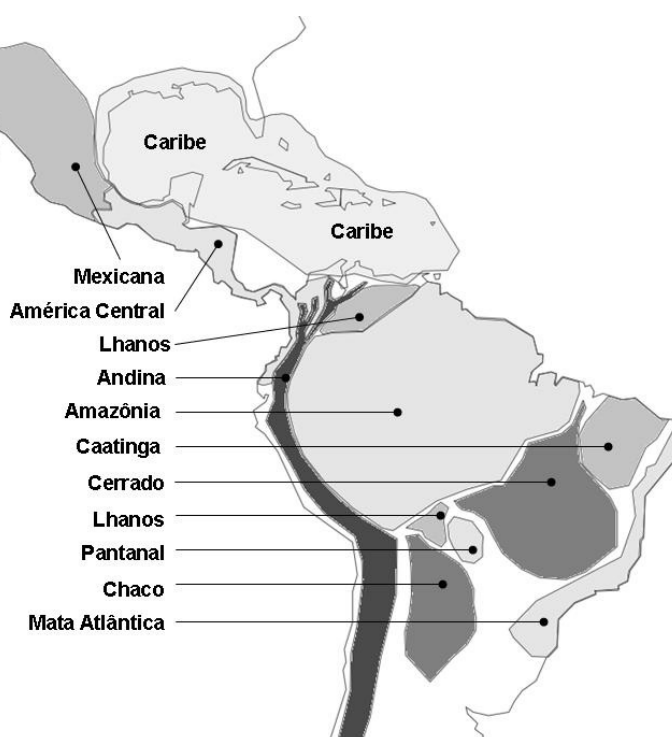 Caribe
Caribe
Mexicana
América Central
Lhanos
Andina
Amazônia
Caatinga
Cerrado
Lhanos
Pantanal
Chaco
Mata Atlântica